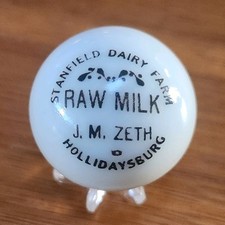 STANFIELD DAIRY FARM
RAW MILK
J. M. ZETH
HOLLIDAYSBURG